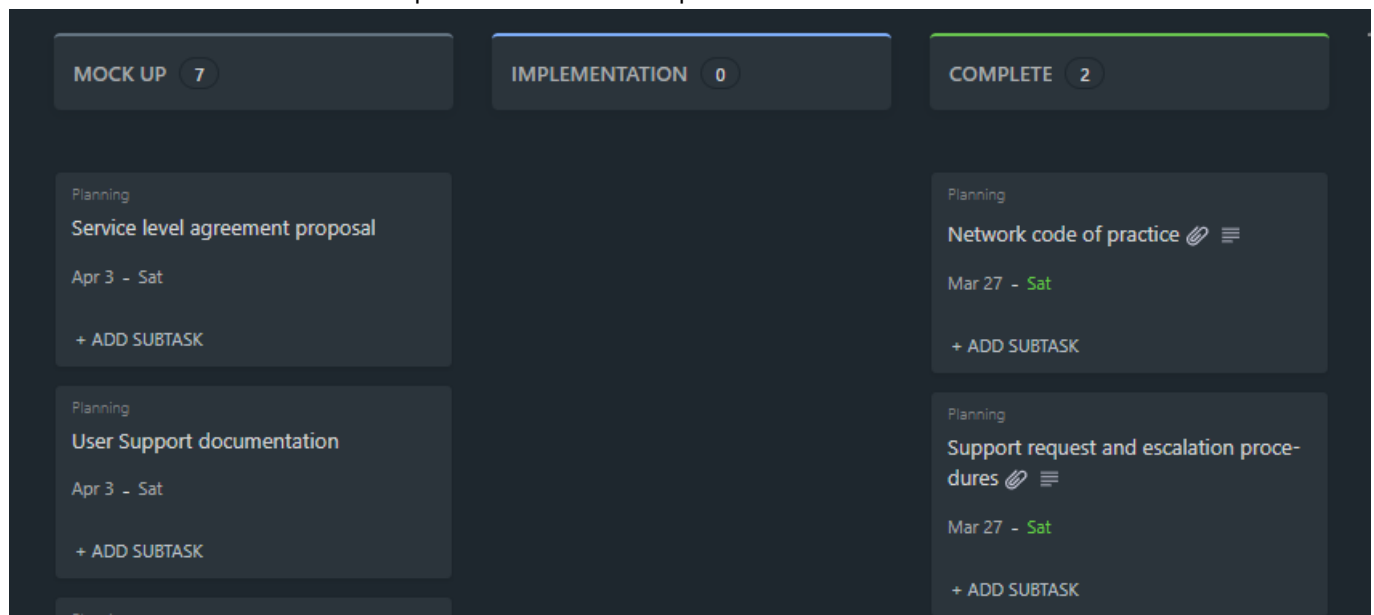 MOCK UP 7
IMPLEMENTATION 0
COMPLETE 2
Planning
Service level agreement proposal
Apr 3 - Sat
+ ADD SUBTASK
Planning
User Support documentation
Apr 3 - Sat
+ ADD SUBTASK
Planning
Network code of practice
Mar 27 - Sat
+ ADD SUBTASK
Planning
Support request and escalation proce-
dures
Mar 27 - Sat
+ ADD SUBTASK